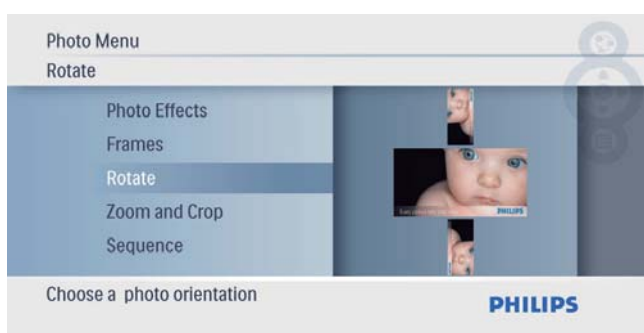 Photo Menu
Rotate
Photo Effects
Frames
Rotate
Zoom and Crop
Sequence
PHILIPS
Choose a photo orientation
PHILIPS